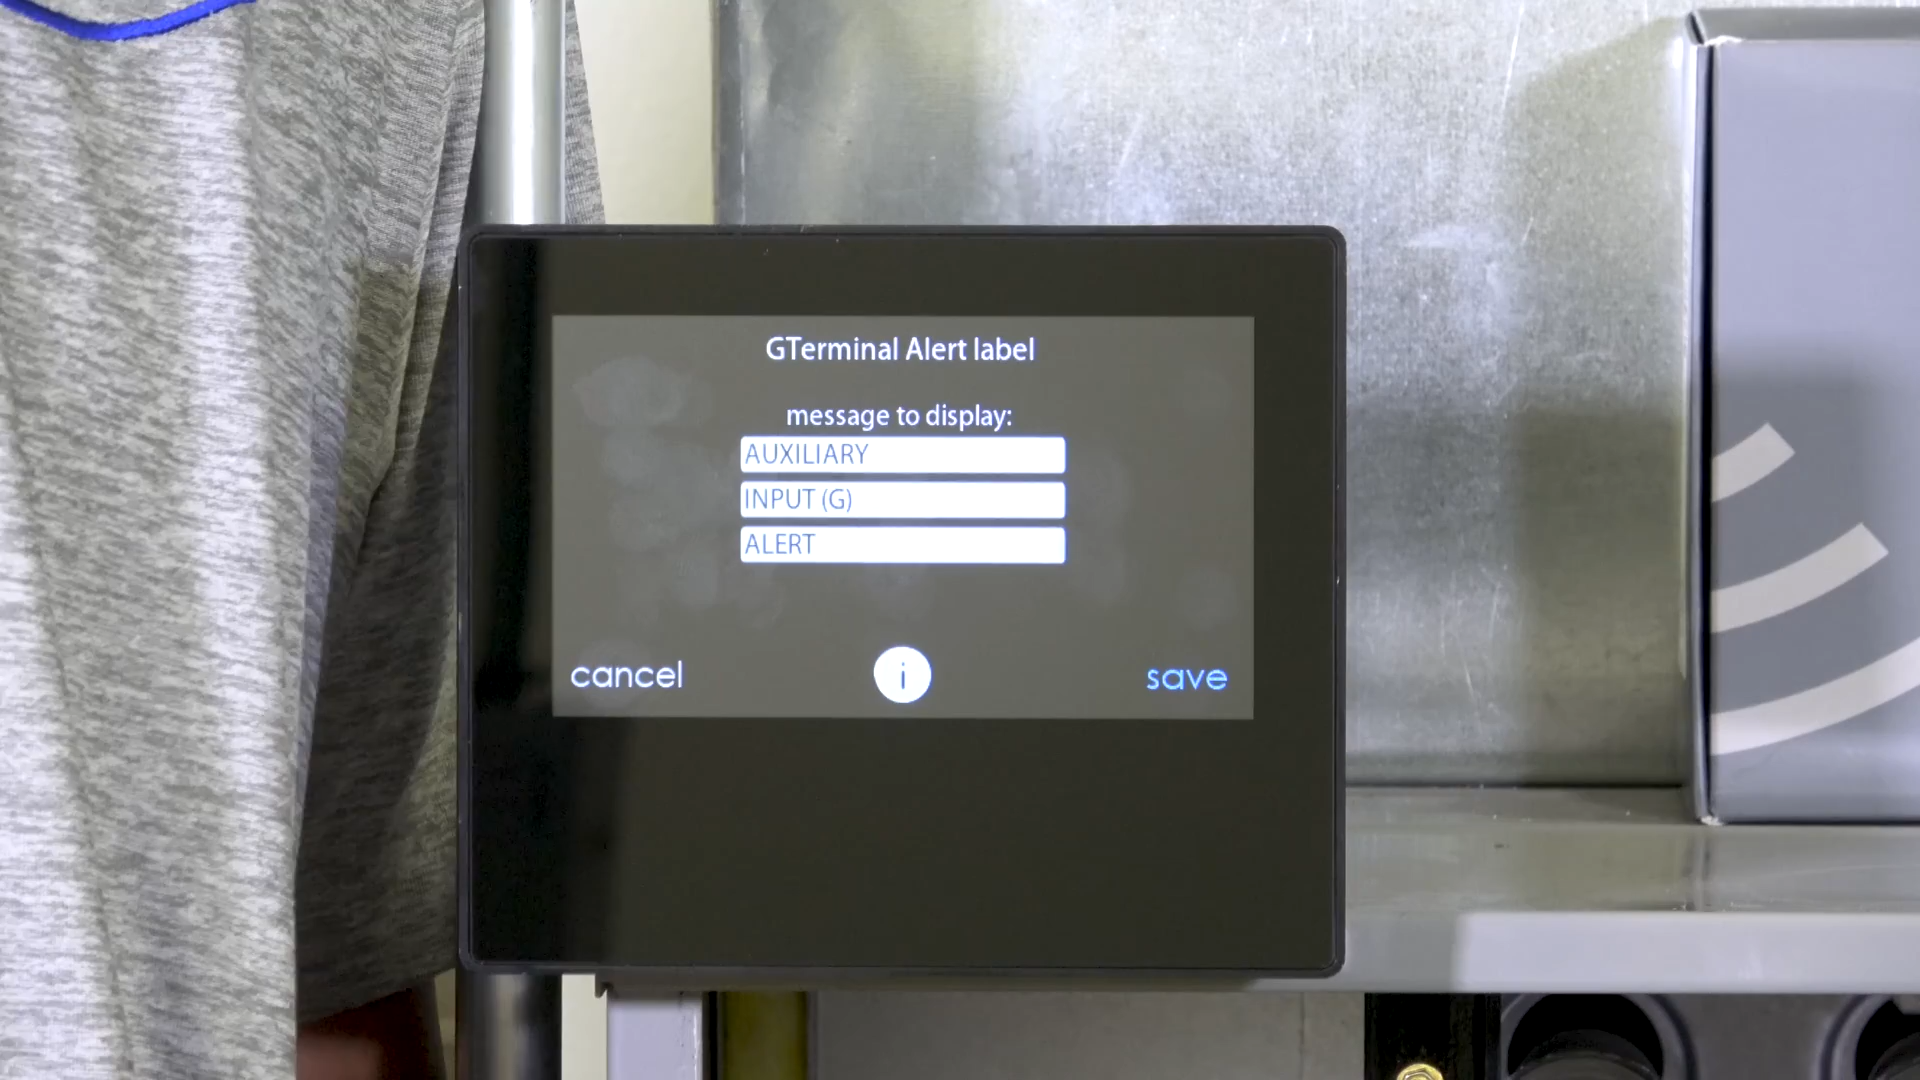 GTerminal Alert label
message to display:
AUXILIARY
INPUT (G)
ALERT
cancel
i
save